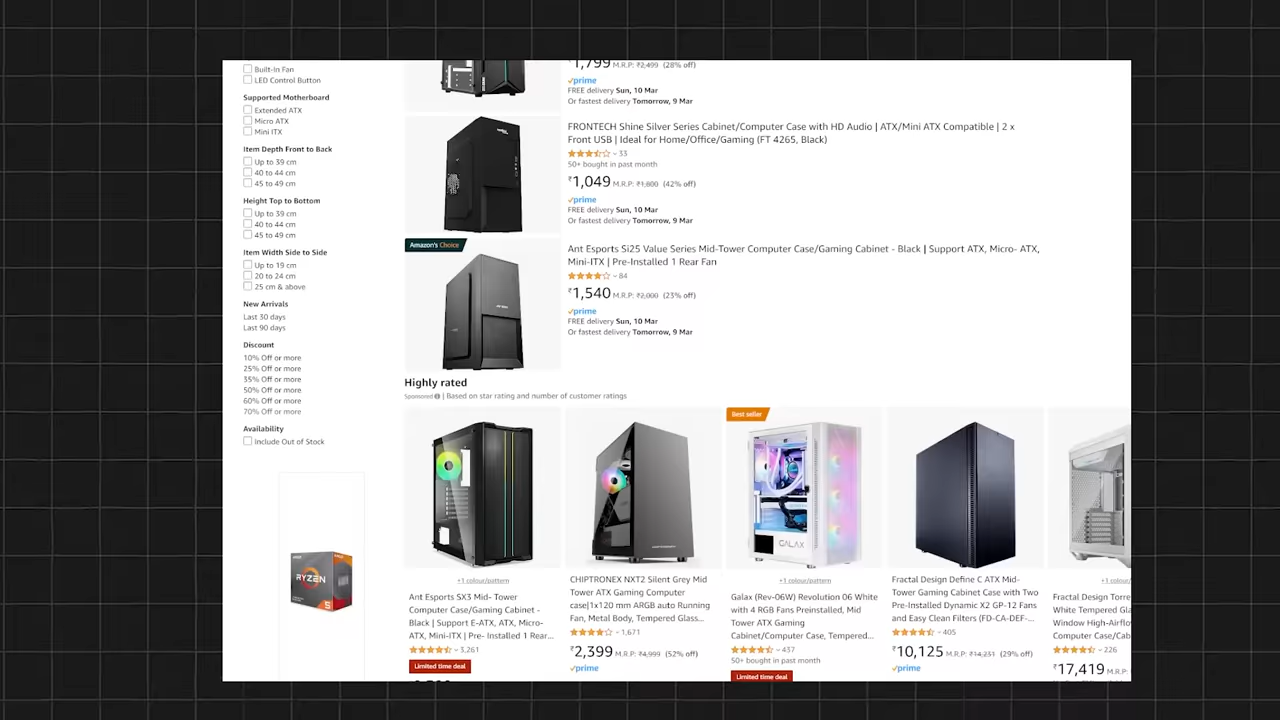 Built-In Fan
LED Control Button
Supported Motherboard
Extended ATX
Micro ATX
Mini ITX
Item Depth Front to Back
Up to 39 cm
40 to 44 cm
45 to 49 cm
Height Top to Bottom
Up to 39 cm
40 to 44 cm
45 to 49 cm
Item Width Side to Side
Up to 19 cm
20 to 24 cm
25 cm & above
New Arrivals
Last 30 days
Last 90 days
Discount
10% Off or more
25% Off or more
35% Off or more
50% Off or more
60% Off or more
70% Off or more
Availability
Include Out of Stock
RYZEN
5
₹1,799 M.R.P: ₹2,499 (28% off)
prime
FREE delivery Sun, 10 Mar
Or fastest delivery Tomorrow, 9 Mar
FRONTECH Shine Silver Series Cabinet/Computer Case with HD Audio | ATX/Mini ATX Compatible | 2 x
Front USB | Ideal for Home/Office/Gaming (FT 4265, Black)
33
50+ bought in past month
₹1,049 M.R.P: ₹1,800 (42% off)
prime
FREE delivery Sun, 10 Mar
Or fastest delivery Tomorrow, 9 Mar
Amazon's Choice
Ant Esports Si25 Value Series Mid-Tower Computer Case/Gaming Cabinet - Black | Support ATX, Micro- ATX,
Mini-ITX | Pre-Installed 1 Rear Fan
84
₹1,540 M.R.P: ₹2,000 (23% off)
prime
FREE delivery Sun, 10 Mar
Or fastest delivery Tomorrow, 9 Mar
Highly rated
Sponsored | Based on star rating and number of customer ratings
+1 colour/pattern
Ant Esports SX3 Mid- Tower
Computer Case/Gaming Cabinet -
Black | Support E-ATX, ATX, Micro-
ATX, Mini-ITX | Pre- Installed 1 Rear...
3,261
Limited time deal
CHIPTRONEX NXT2 Silent Grey Mid
Tower ATX Gaming Computer
case|1x120 mm ARGB auto Running
Fan, Metal Body, Tempered Glass...
1,671
₹2,399 M.R.P: ₹4,999 (52% off)
prime
Best seller
GALAX
+1 colour/pattern
Galax (Rev-06W) Revolution 06 White
with 4 RGB Fans Preinstalled, Mid
Tower ATX Gaming
Cabinet/Computer Case, Tempered...
437
50+ bought in past month
Limited time deal
Fractal Design Define C ATX Mid-
Tower Gaming Cabinet Case with Two
Pre-Installed Dynamic X2 GP-12 Fans
and Easy Clean Filters (FD-CA-DEF-...
405
₹10,125 M.R.P: ₹14,231 (29% off)
prime
+1 colou
Fractal Design Torre
White Tempered Gla
Window High-Airflo
Computer Case/Cab
226
₹17,419 M.R.P: